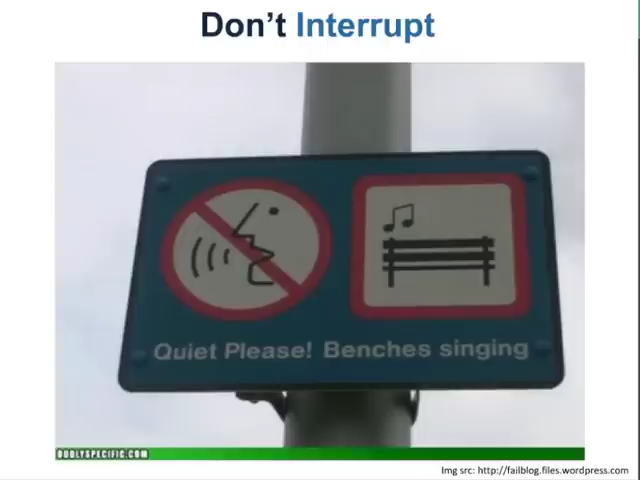 Don't Interrupt
Quiet Please! Benches singing
ODDLYSPECIFIC.COM
Img src: http://failblog.files.wordpress.com